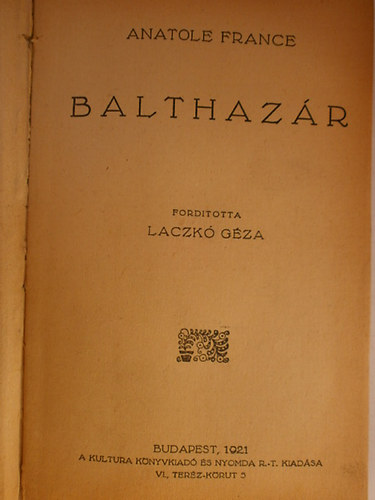 ANATOLE FRANCE
BALTHAZÁR
FORDITOTTA
LACZKÓ GÉZA
BUDAPEST, 1921
A KULTURA KÖNYVKIADÓ ÉS NYOMDA R.-T. KIADÁSA
VI., TERÉZ-KÖRUT 5